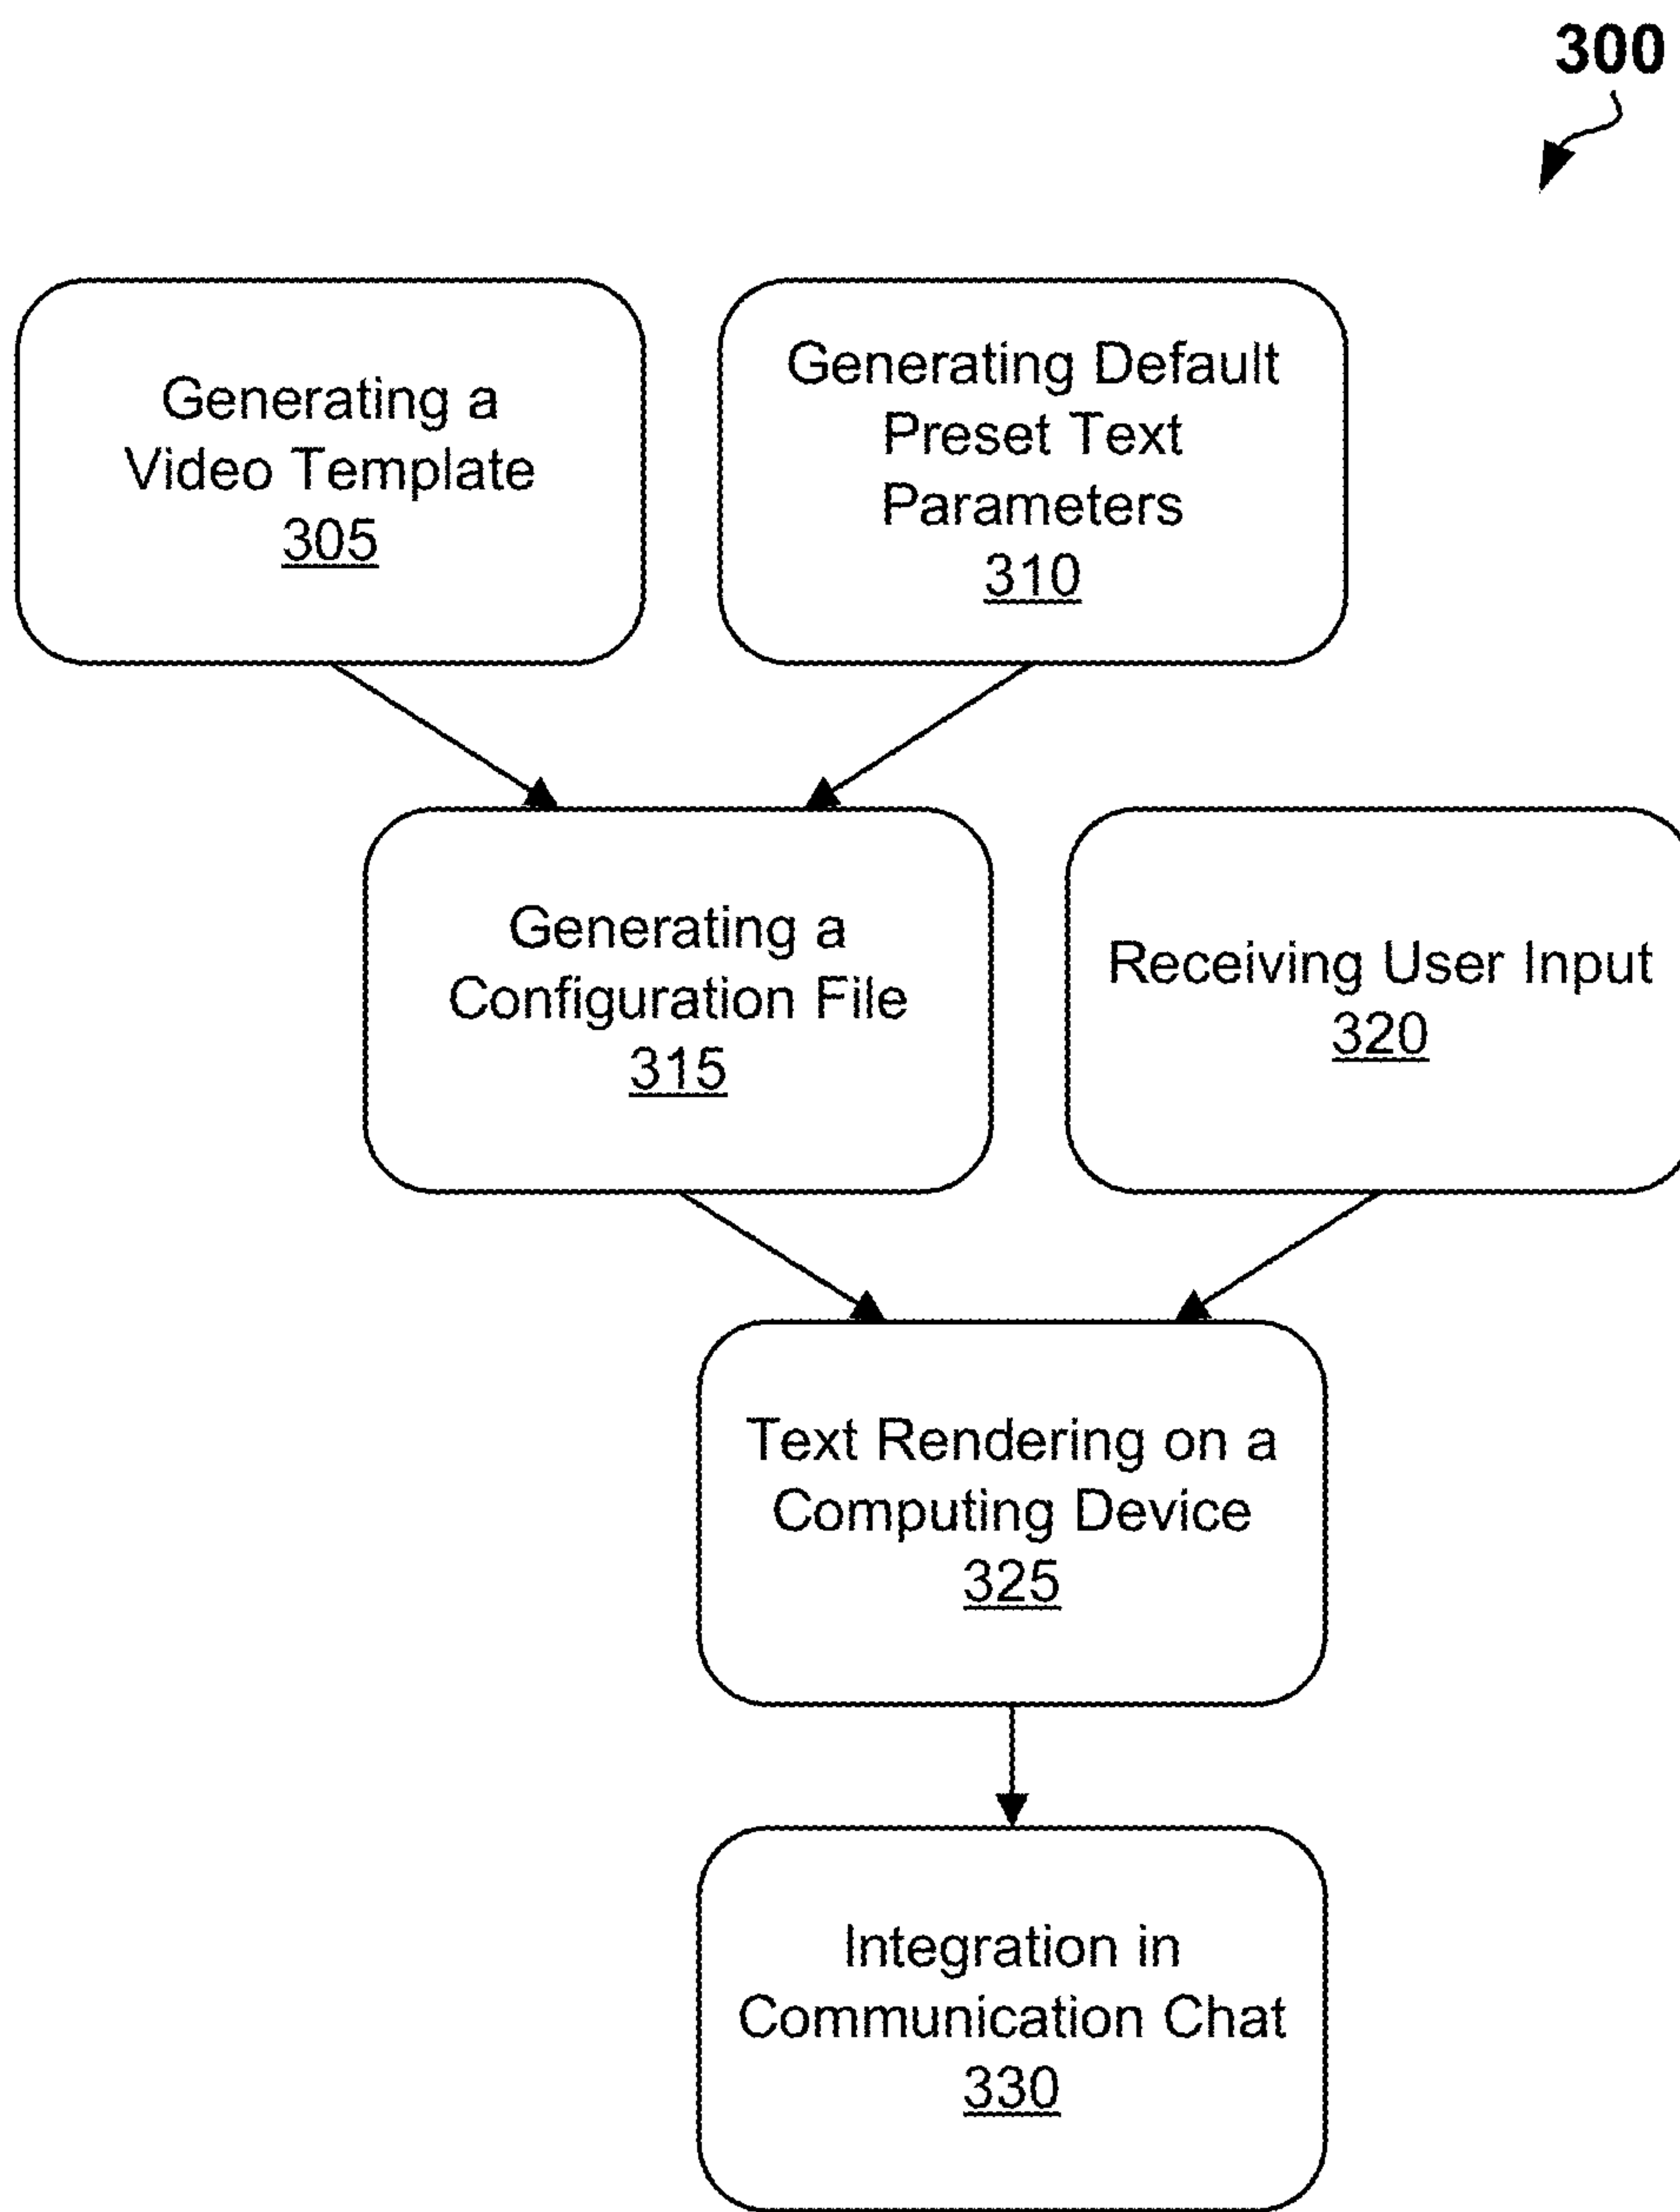 300
Generating a
Video Template
305
Generating Default
Preset Text
Parameters
310
Generating a
Configuration File
315
Receiving User Input
320
Text Rendering on a
Computing Device
325
Integration in
Communication Chat
330